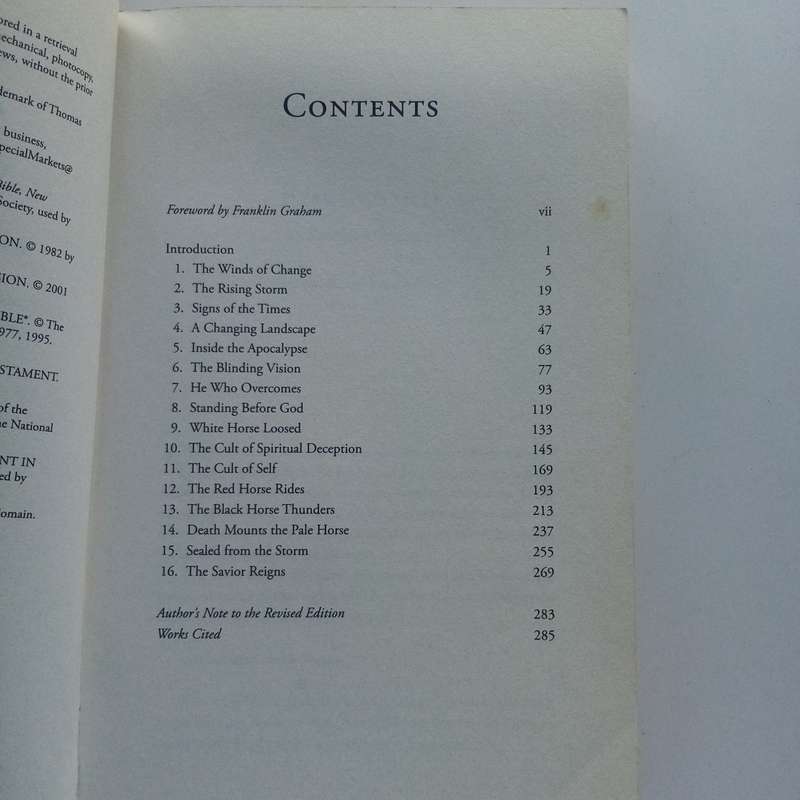 ored in a retrieval
echanical, photocopy,
ews, without the prior
demark of Thomas
business,
pecialMarkets@
Bible, New
Society, used by
ON. © 1982 by
SION. © 2001
BLE®. © The
977, 1995.
STAMENT.
of the
he National
NT IN
ed by
domain.
CONTENTS
Foreword by Franklin Graham vii
Introduction 1
1. The Winds of Change 5
2. The Rising Storm 19
3. Signs of the Times 33
4. A Changing Landscape 47
5. Inside the Apocalypse 63
6. The Blinding Vision 77
7. He Who Overcomes 93
8. Standing Before God 119
9. White Horse Loosed 133
10. The Cult of Spiritual Deception 145
11. The Cult of Self 169
12. The Red Horse Rides 193
13. The Black Horse Thunders 213
14. Death Mounts the Pale Horse 237
15. Sealed from the Storm 255
16. The Savior Reigns 269
Author's Note to the Revised Edition 283
Works Cited 285